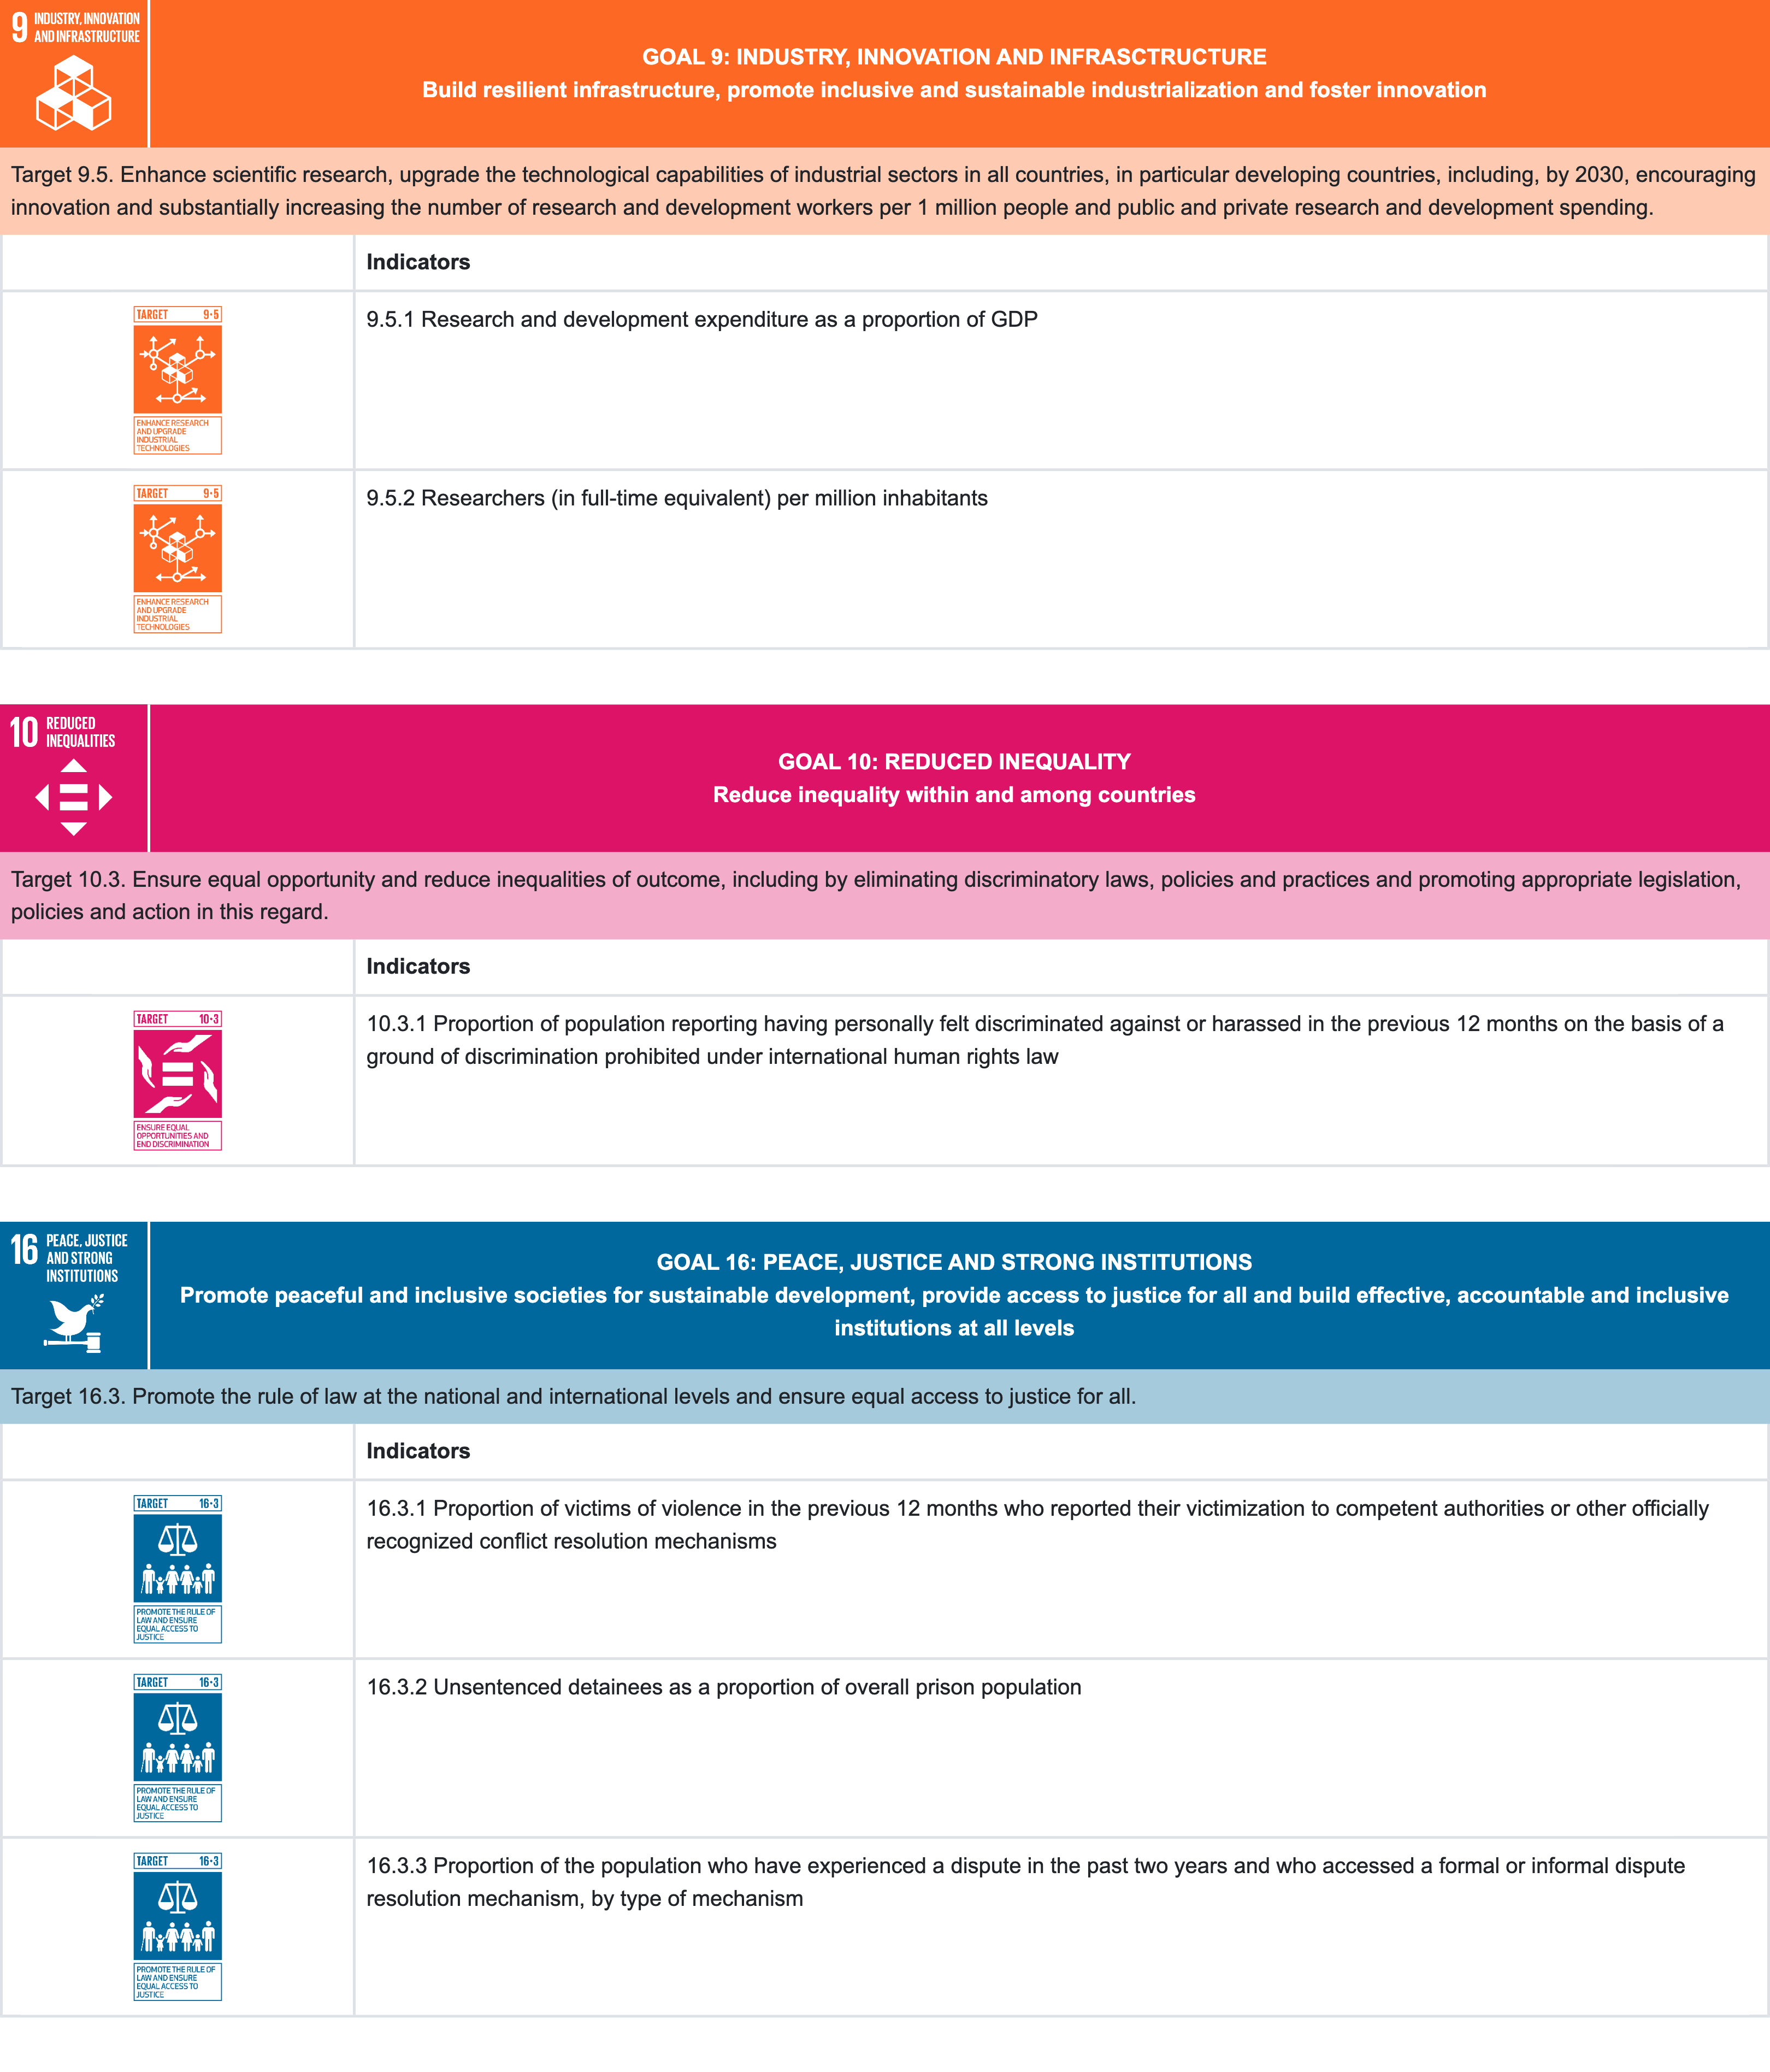 9 INDUSTRY, INNOVATION
AND INFRASTRUCTURE
GOAL 9: INDUSTRY, INNOVATION AND INFRASCTRUCTURE
Build resilient infrastructure, promote inclusive and sustainable industrialization and foster innovation
Target 9.5. Enhance scientific research, upgrade the technological capabilities of industrial sectors in all countries, in particular developing countries, including, by 2030, encouraging
innovation and substantially increasing the number of research and development workers per 1 million people and public and private research and development spending.
Indicators
TARGET 9·5
ENHANCE RESEARCH
AND UPGRADE
INDUSTRIAL
TECHNOLOGIES
9.5.1 Research and development expenditure as a proportion of GDP
TARGET 9·5
ENHANCE RESEARCH
AND UPGRADE
INDUSTRIAL
TECHNOLOGIES
9.5.2 Researchers (in full-time equivalent) per million inhabitants
10 REDUCED
INEQUALITIES
GOAL 10: REDUCED INEQUALITY
Reduce inequality within and among countries
Target 10.3. Ensure equal opportunity and reduce inequalities of outcome, including by eliminating discriminatory laws, policies and practices and promoting appropriate legislation,
policies and action in this regard.
Indicators
TARGET 10·3
ENSURE EQUAL
OPPORTUNITIES AND
END DISCRIMINATION
10.3.1 Proportion of population reporting having personally felt discriminated against or harassed in the previous 12 months on the basis of a
ground of discrimination prohibited under international human rights law
16 PEACE, JUSTICE
AND STRONG
INSTITUTIONS
GOAL 16: PEACE, JUSTICE AND STRONG INSTITUTIONS
Promote peaceful and inclusive societies for sustainable development, provide access to justice for all and build effective, accountable and inclusive
institutions at all levels
Target 16.3. Promote the rule of law at the national and international levels and ensure equal access to justice for all.
Indicators
TARGET 16·3
PROMOTE THE RULE OF
LAW AND ENSURE
EQUAL ACCESS TO
JUSTICE
16.3.1 Proportion of victims of violence in the previous 12 months who reported their victimization to competent authorities or other officially
recognized conflict resolution mechanisms
TARGET 16·3
PROMOTE THE RULE OF
LAW AND ENSURE
EQUAL ACCESS TO
JUSTICE
16.3.2 Unsentenced detainees as a proportion of overall prison population
TARGET 16·3
PROMOTE THE RULE OF
LAW AND ENSURE
EQUAL ACCESS TO
JUSTICE
16.3.3 Proportion of the population who have experienced a dispute in the past two years and who accessed a formal or informal dispute
resolution mechanism, by type of mechanism